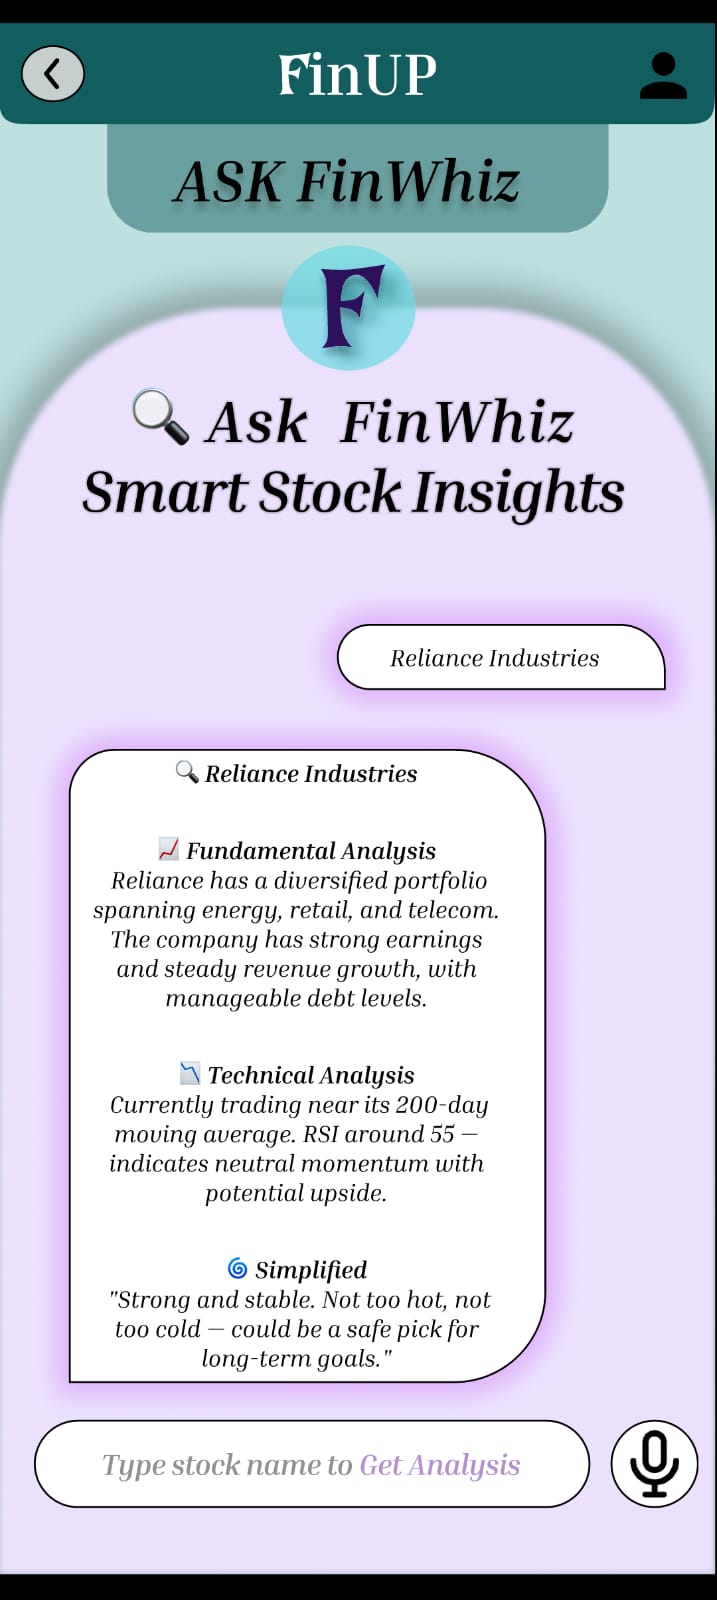 FinUP
ASK FinWhiz
F
🔍 Ask FinWhiz
Smart Stock Insights
Reliance Industries
🔍 Reliance Industries
📈 Fundamental Analysis
Reliance has a diversified portfolio
spanning energy, retail, and telecom.
The company has strong earnings
and steady revenue growth, with
manageable debt levels.
📉 Technical Analysis
Currently trading near its 200-day
moving average. RSI around 55 —
indicates neutral momentum with
potential upside.
🌀 Simplified
"Strong and stable. Not too hot, not
too cold — could be a safe pick for
long-term goals."
Type stock name to Get Analysis